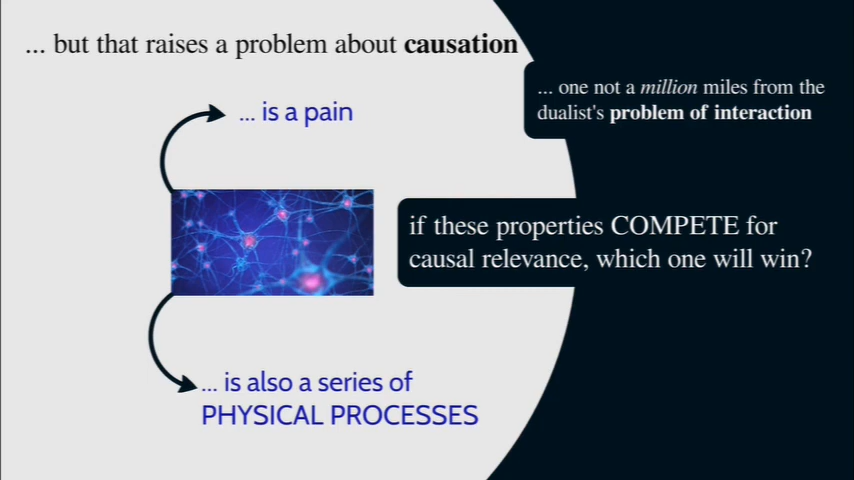 ... but that raises a problem about causation
... one not a million miles from the
dualist's problem of interaction
... is a pain
if these properties COMPETE for
causal relevance, which one will win?
... is also a series of
PHYSICAL PROCESSES